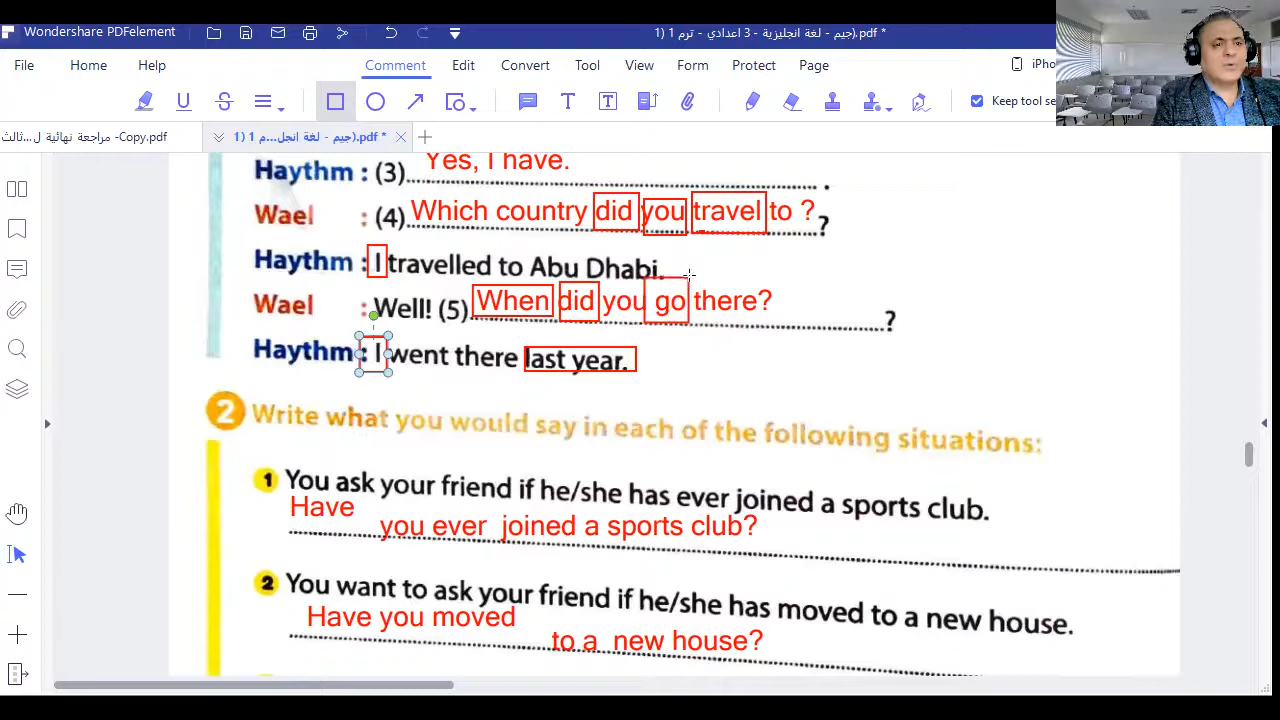 Wondershare PDFelement
(جيم - لغة انجليزية - 3 اعدادي - ترم 1 (1.pdf *
File Home Help Comment Edit Convert Tool View Form Protect Page iPho
Keep tool se
مراجعة نهائية ل...ثالث- Copy.pdf
(جيم - لغة انجل...م 1 (1.pdf *
Yes, I have.
Haythm : (3).
Which country did you travel to ?
Wael : (4) ?
Haythm : I travelled to Abu Dhabi.
When did you go there?
Wael : Well! (5) ?
Haythm : I went there last year.
2 Write what you would say in each of the following situations:
1 You ask your friend if he/she has ever joined a sports club.
Have you ever joined a sports club?
2 You want to ask your friend if he/she has moved to a new house.
Have you moved to a new house?